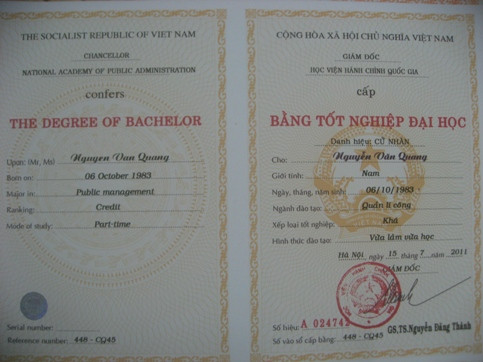 THE SOCIALIST REPUBLIC OF VIET NAM
CHANCELLOR
NATIONAL ACADEMY OF PUBLIC ADMINISTRATION
confers
THE DEGREE OF BACHELOR
Upon: (Mr, Ms) Nguyen Van Quang
Born on: 06 October 1983
Major in: Public management
Ranking: Credit
Mode of study: Part-time
Serial number:
Reference number: 448 - CQ45
CỘNG HÒA XÃ HỘI CHỦ NGHĨA VIỆT NAM
GIÁM ĐỐC
HỌC VIỆN HÀNH CHÍNH QUỐC GIA
cấp
BẰNG TỐT NGHIỆP ĐẠI HỌC
Danh hiệu: CỬ NHÂN
Cho: Nguyễn Văn Quang
Giới tính: Nam
Ngày, tháng, năm sinh: 06/10/1983
Ngành đào tạo: Quản lí công
Xếp loại tốt nghiệp: Khá
Hình thức đào tạo: Vừa làm vừa học
Hà Nội, ngày 15 tháng 7 năm 2011
GIÁM ĐỐC
Số hiệu: A 024742
GS.TS.Nguyễn Đăng Thành
Số vào sổ cấp bằng: 448 - CQ45